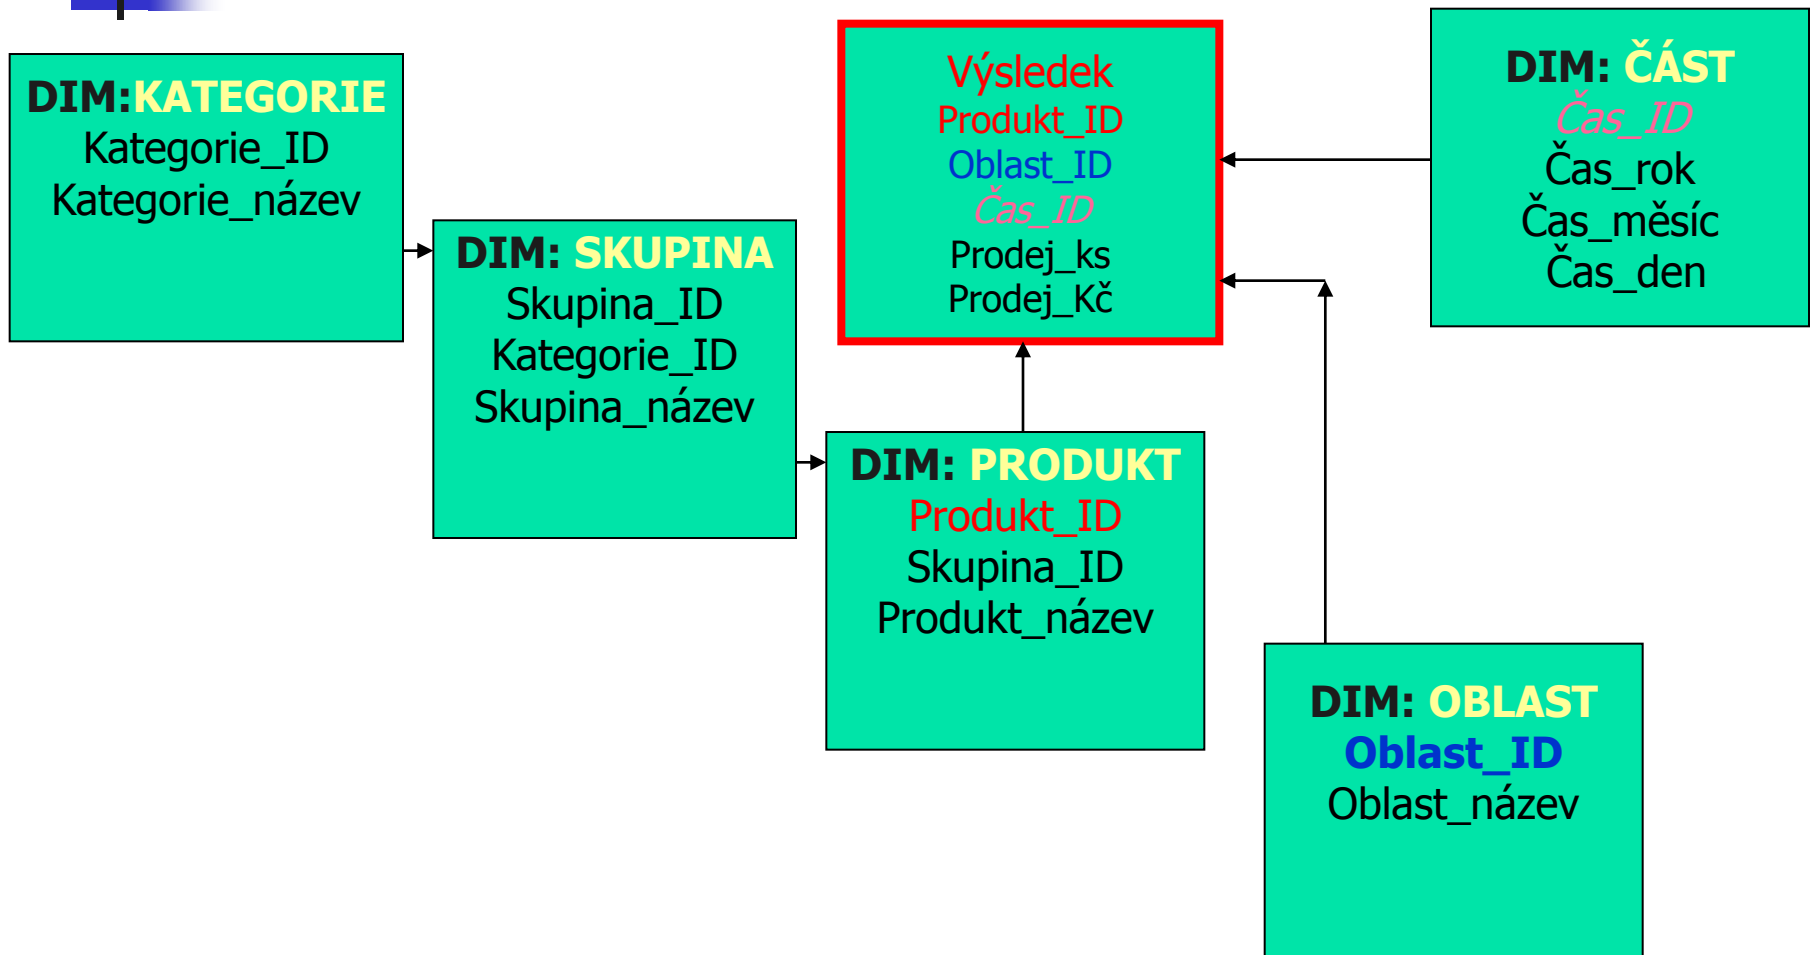 DIM:KATEGORIE
Kategorie_ID
Kategorie_název
DIM: SKUPINA
Skupina_ID
Kategorie_ID
Skupina_název
Výsledek
Produkt_ID
Oblast_ID
Čas_ID
Prodej_ks
Prodej_Kč
DIM: PRODUKT
Produkt_ID
Skupina_ID
Produkt_název
DIM: ČÁST
Čas_ID
Čas_rok
Čas_měsíc
Čas_den
DIM: OBLAST
Oblast_ID
Oblast_název